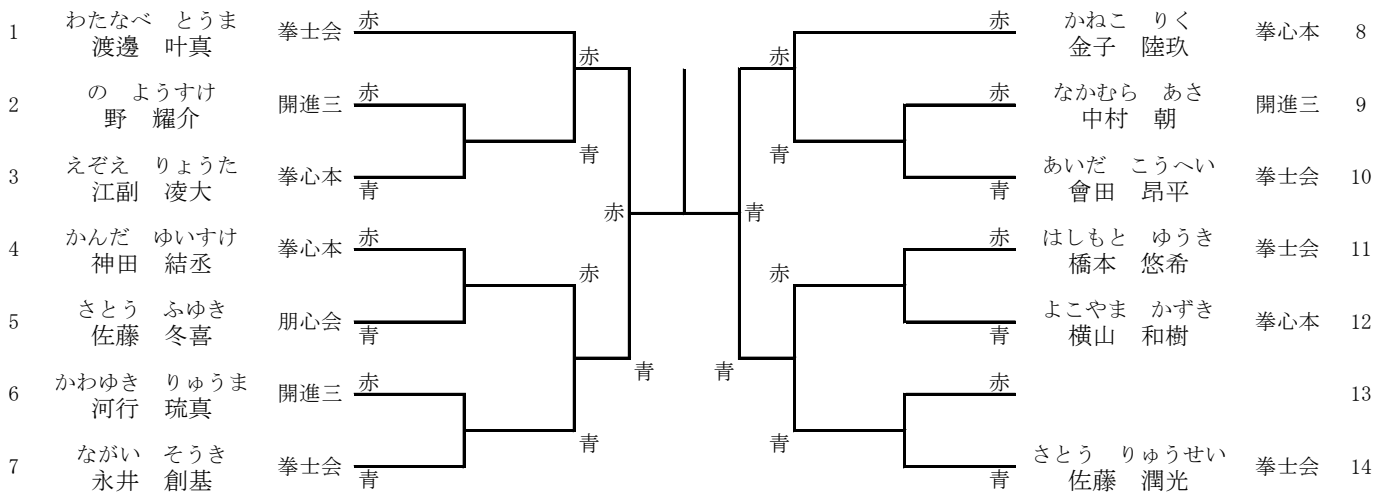 1 わたなべ とうま 渡邊 叶真 拳士会 赤
2 の ようすけ 野 耀介 開進三 赤
3 えぞえ りょうた 江副 凌大 拳心本 青
4 かんだ ゆいすけ 神田 結丞 拳心本 赤
5 さとう ふゆき 佐藤 冬喜 朋心会 青
6 かわゆき りゅうま 河行 琉真 開進三 赤
7 ながい そうき 永井 創基 拳士会 青
赤
青
赤
青
赤
青
赤
青
青
青
赤
青
赤 かねこ りく 金子 陸玖 拳心本 8
赤 なかむら あさ 中村 朝 開進三 9
青 あいだ こうへい 會田 昂平 拳士会 10
赤 はしもと ゆうき 橋本 悠希 拳士会 11
青 よこやま かずき 横山 和樹 拳心本 12
赤 13
青 さとう りゅうせい 佐藤 潤光 拳士会 14